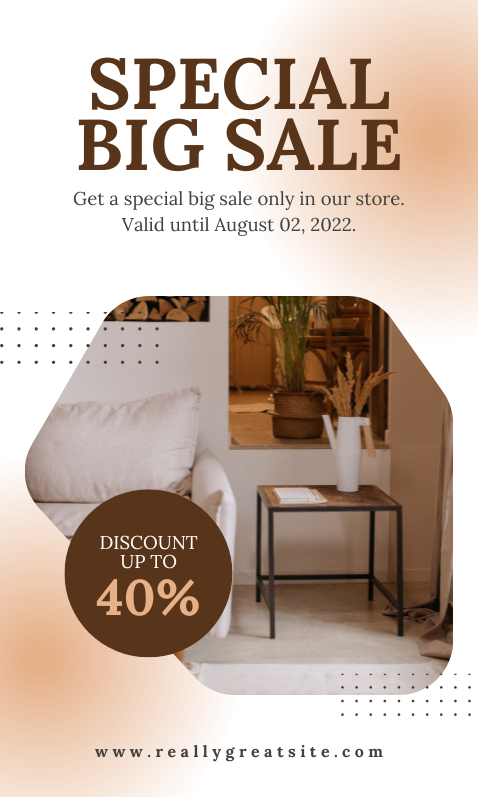 SPECIAL
BIG SALE
Get a special big sale only in our store.
Valid until August 02, 2022.
DISCOUNT
UP TO
40%
www.reallygreatsite.com